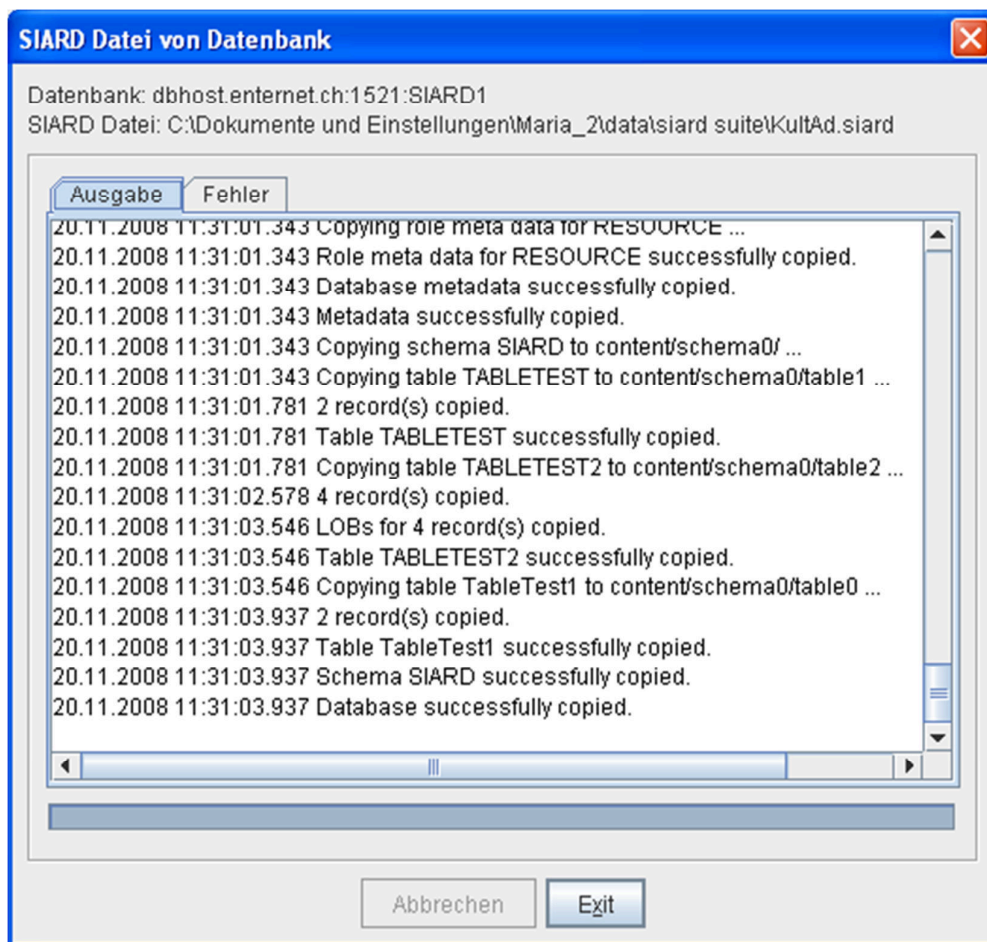 SIARD Datei von Datenbank
Datenbank: dbhost.enternet.ch:1521:SIARD1
SIARD Datei: C:\Dokumente und Einstellungen\Maria_2\data\siard suite\KultAd.siard
Ausgabe Fehler
20.11.2008 11:31:01.343 Copying role meta data for RESOURCE ...
20.11.2008 11:31:01.343 Role meta data for RESOURCE successfully copied.
20.11.2008 11:31:01.343 Database metadata successfully copied.
20.11.2008 11:31:01.343 Metadata successfully copied.
20.11.2008 11:31:01.343 Copying schema SIARD to content/schema0/ ...
20.11.2008 11:31:01.343 Copying table TABLETEST to content/schema0/table1 ...
20.11.2008 11:31:01.781 2 record(s) copied.
20.11.2008 11:31:01.781 Table TABLETEST successfully copied.
20.11.2008 11:31:01.781 Copying table TABLETEST2 to content/schema0/table2 ...
20.11.2008 11:31:02.578 4 record(s) copied.
20.11.2008 11:31:03.546 LOBs for 4 record(s) copied.
20.11.2008 11:31:03.546 Table TABLETEST2 successfully copied.
20.11.2008 11:31:03.546 Copying table TableTest1 to content/schema0/table0 ...
20.11.2008 11:31:03.937 2 record(s) copied.
20.11.2008 11:31:03.937 Table TableTest1 successfully copied.
20.11.2008 11:31:03.937 Schema SIARD successfully copied.
20.11.2008 11:31:03.937 Database successfully copied.
Abbrechen Exit